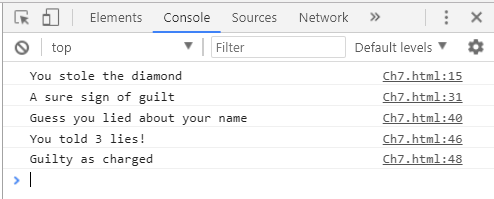 Elements Console Sources Network »
top Filter Default levels
You stole the diamond Ch7.html:15
A sure sign of guilt Ch7.html:31
Guess you lied about your name Ch7.html:40
You told 3 lies! Ch7.html:46
Guilty as charged Ch7.html:48
>